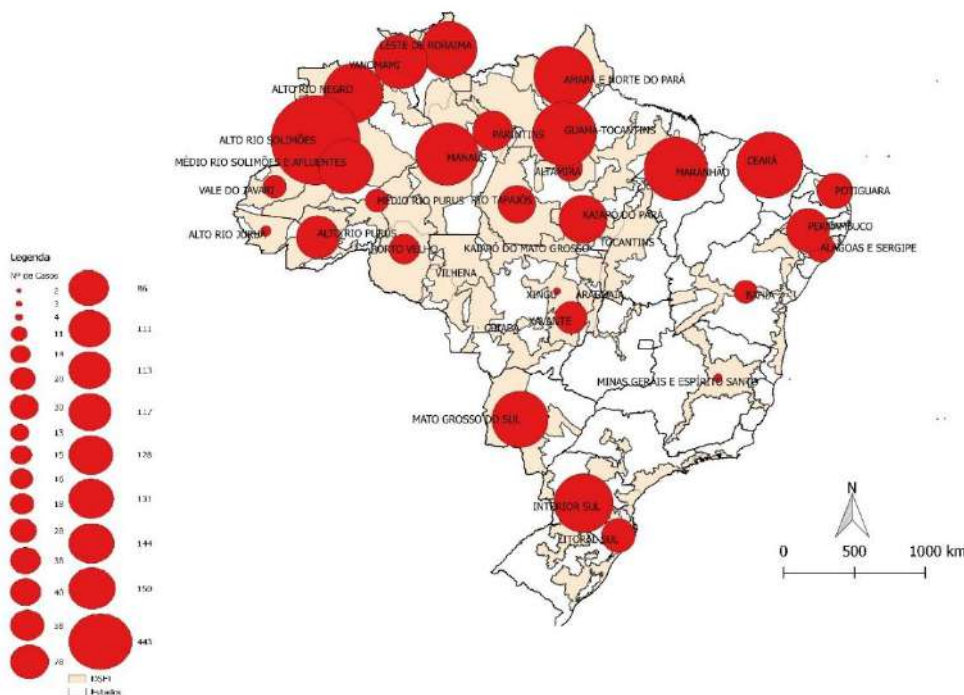 LESTE DE RORAIMA
YANOMAMI
AMAPÁ E NORTE DO PARÁ
ALTO RIO NEGRO
GUAMÁ-TOCANTINS
PARINTINS
ALTO RIO SOLIMÕES
MANAUS
CEARÁ
MÉDIO RIO SOLIMÕES E AFLUENTES
ALTAMIRA
MARANHÃO
VALE DO JAVARI
POTIGUARA
MÉDIO RIO PURUS
RIO TAPAJÓS
KAIAPÓ DO PARÁ
PERNAMBUCO
ALTO RIO JURUÁ
ALTO RIO PURUS
TOCANTINS
PORTO VELHO
KAIAPÓ DO MATO GROSSO
ALAGOAS E SERGIPE
VILHENA
XINGU
ARAGUAIA
BAHIA
XAVANTE
CUIABÁ
MINAS GERAIS E ESPÍRITO SANTO
MATO GROSSO DO SUL
INTERIOR SUL
LITORAL SUL
N
0 500 1000 km
Legenda
Nº de Casos
2
3
4
11
14
20
30
13
15
16
18
28
38
40
58
78
86
111
113
117
128
131
144
150
443
DSEI
Estados